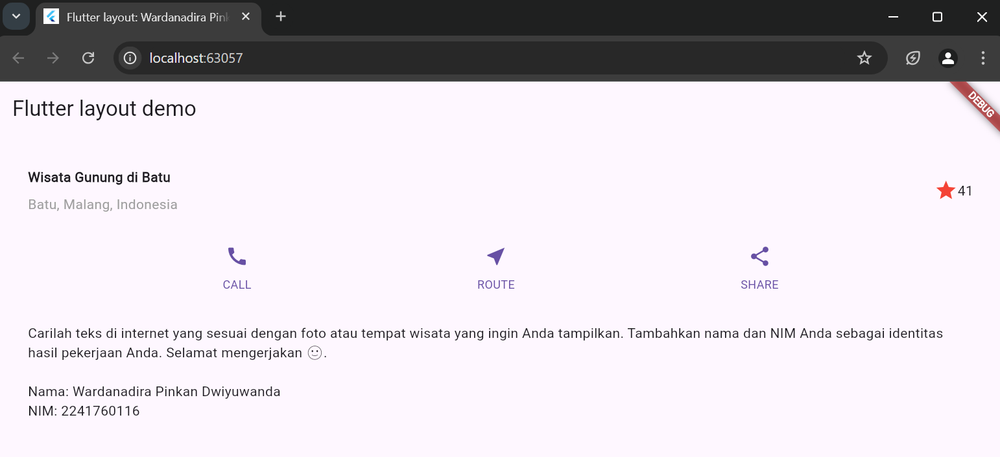 Flutter layout: Wardanadira Pink
localhost:63057
Flutter layout demo
DEBUG
Wisata Gunung di Batu
Batu, Malang, Indonesia
41
CALL
ROUTE
SHARE
Carilah teks di internet yang sesuai dengan foto atau tempat wisata yang ingin Anda tampilkan. Tambahkan nama dan NIM Anda sebagai identitas
hasil pekerjaan Anda. Selamat mengerjakan 🙂.
Nama: Wardanadira Pinkan Dwiyuwanda
NIM: 2241760116